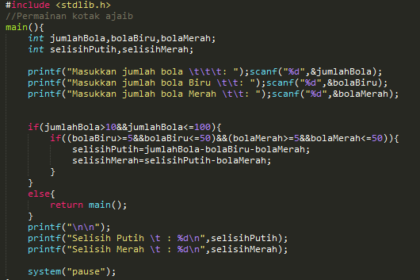 #include <stdlib.h>
//Permainan kotak ajaib
main(){
    int jumlahBola,bolaBiru,bolaMerah;
    int selisihPutih,selisihMerah;

    printf("Masukkan jumlah bola \t\t\t: ");scanf("%d",&jumlahBola);
    printf("Masukkan jumlah bola Biru \t\t: ");scanf("%d",&bolaBiru);
    printf("Masukkan jumlah bola Merah \t\t: ");scanf("%d",&bolaMerah);

    if(jumlahBola>10&&jumlahBola<=100){
        if((bolaBiru>=5&&bolaBiru<=50)&&(bolaMerah>=5&&bolaMerah<=50)){
            selisihPutih=jumlahBola-bolaBiru-bolaMerah;
            selisihMerah=selisihPutih-bolaMerah;
        }
    }
    else{
        return main();
    }
    printf("\n\n");
    printf("Selisih Putih \t : %d\n",selisihPutih);
    printf("Selisih Merah \t : %d\n",selisihMerah);

    system("pause");